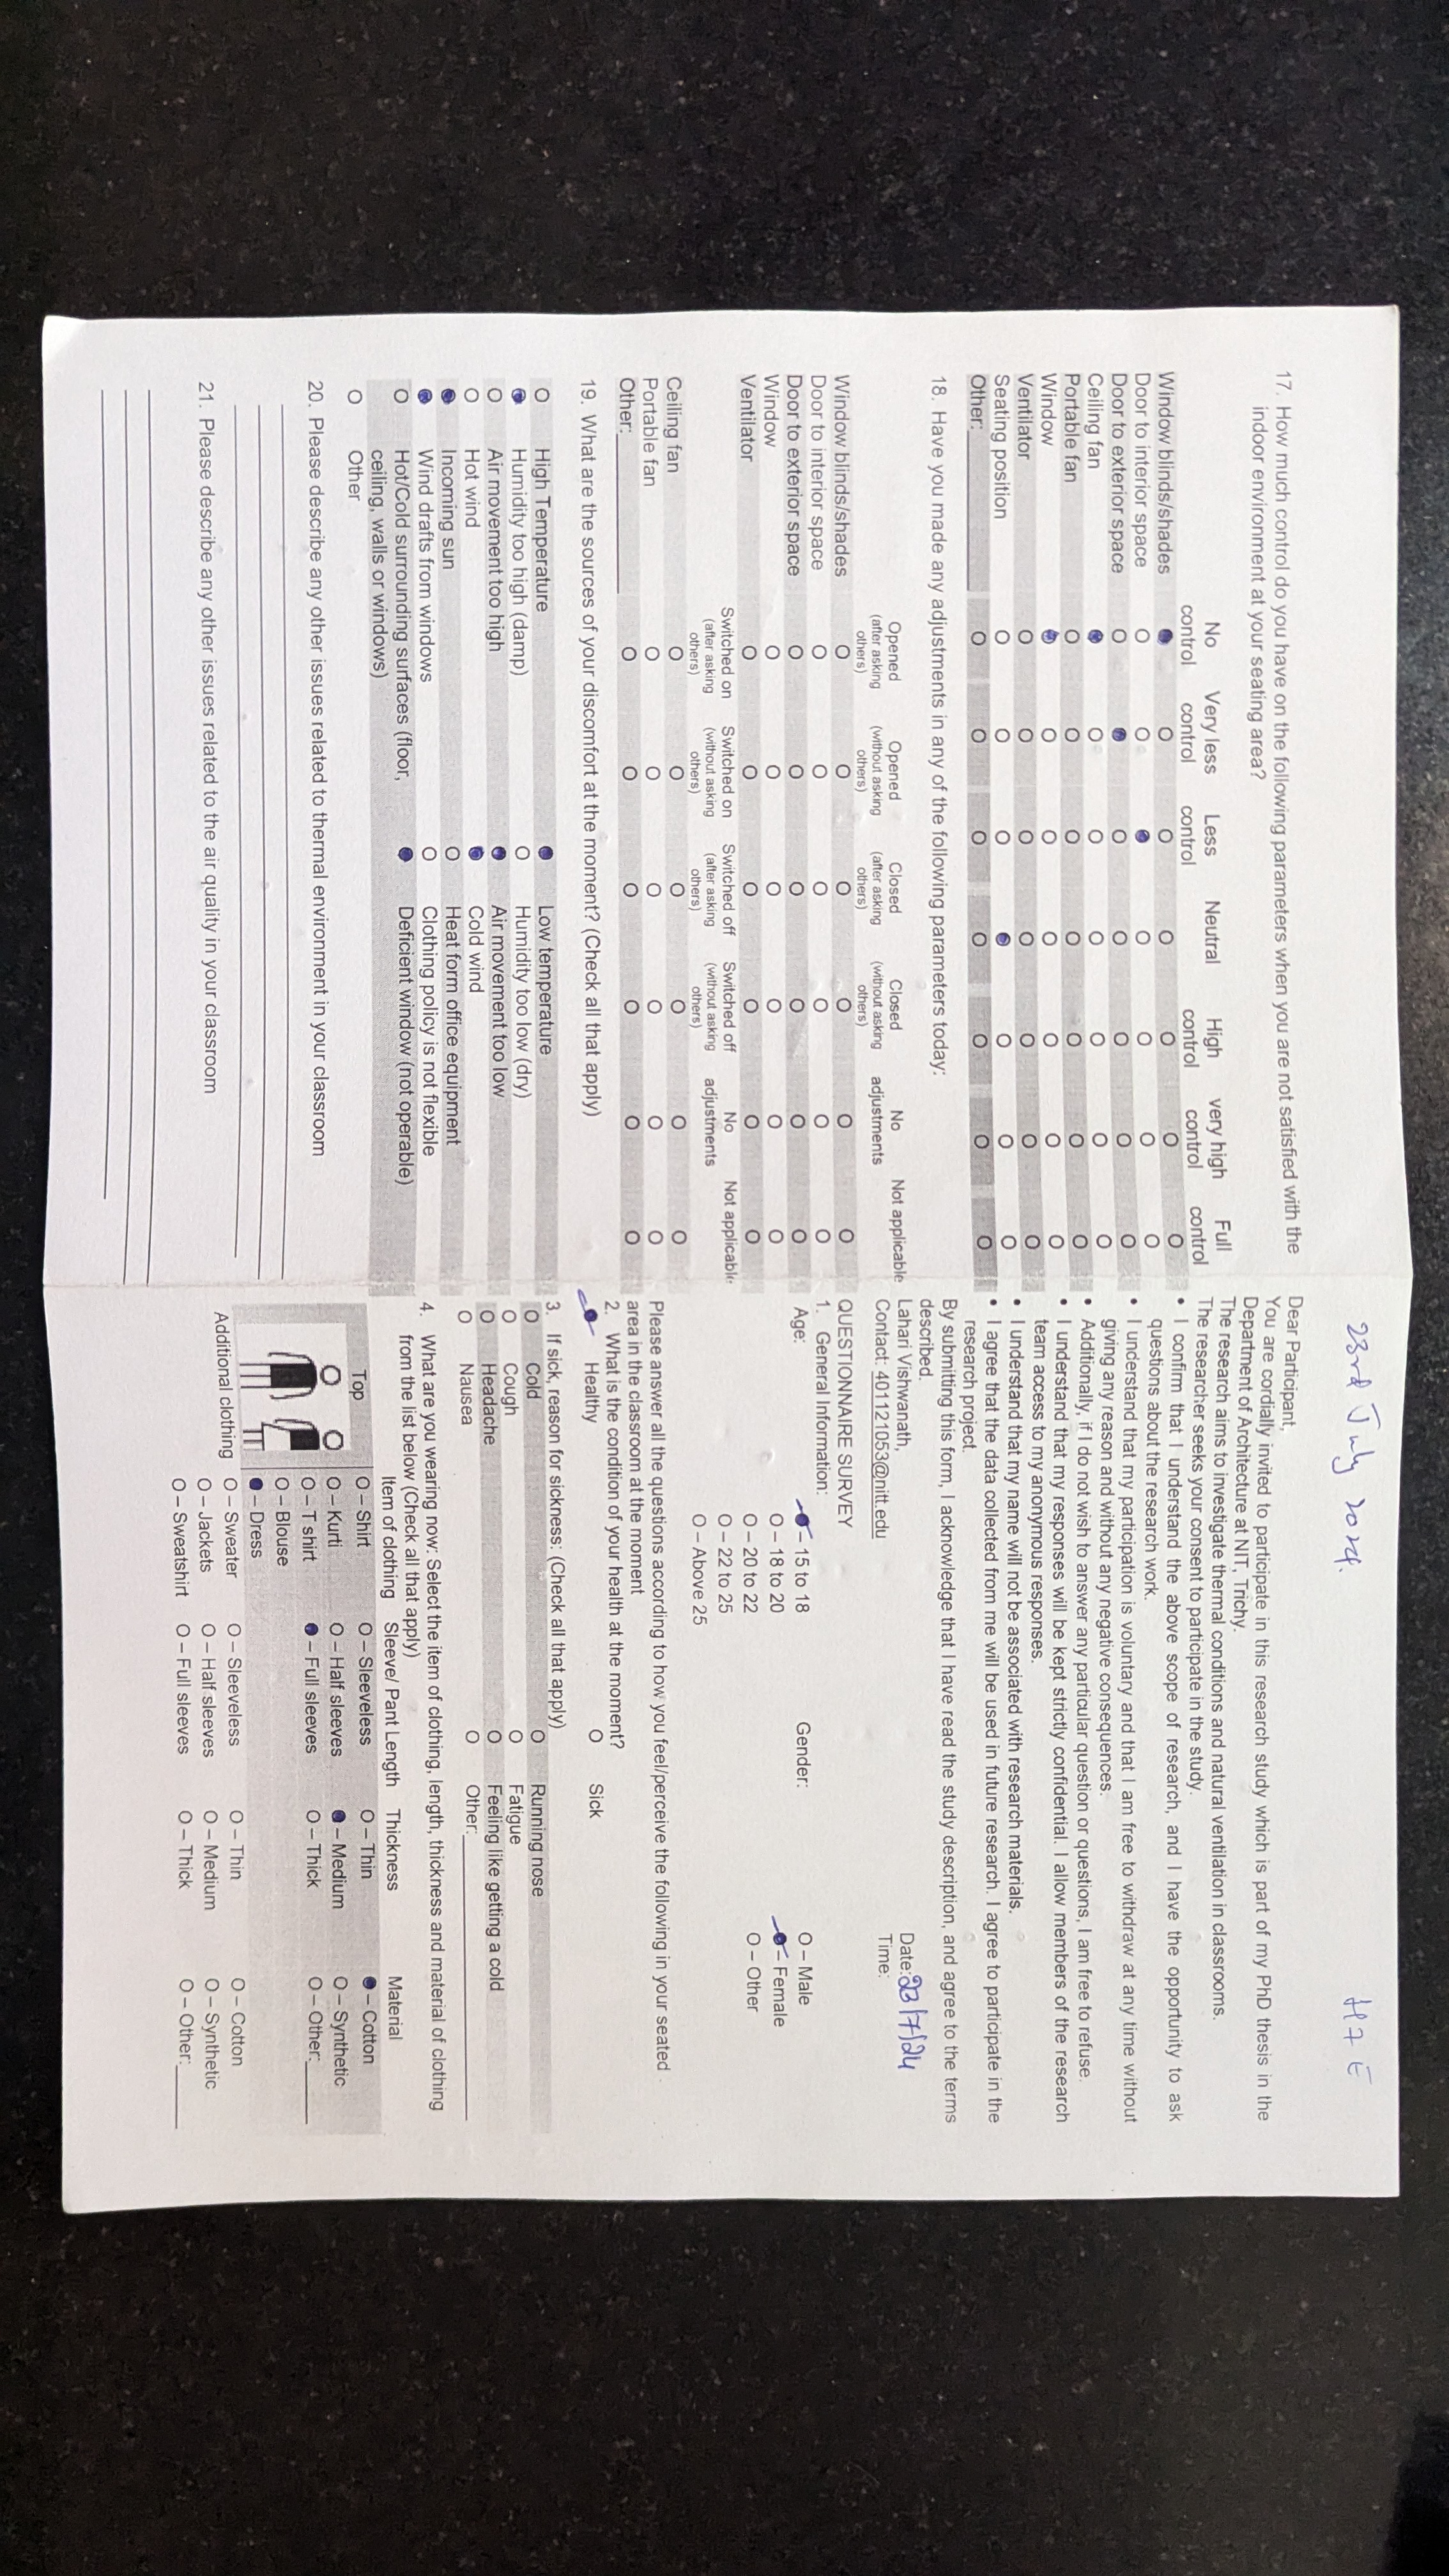 17. How much control do you have on the following parameters when you are not satisfied with the
indoor environment at your seating area?
No control Very less control Less control Neutral High control very high control Full control
Window blinds/shades ● O O O O O O
Door to interior space O O ● O O O O
Door to exterior space O ● O O O O O
Ceiling fan ● O O O O O O
Portable fan O O O O O O O
Window ● O O O O O O
Ventilator O O O O O O O
Seating position O O O ● O O O
Other:________ O O O O O O O
18. Have you made any adjustments in any of the following parameters today:
Opened (after asking others) Opened (without asking others) Closed (after asking others) Closed (without asking others) No adjustments Not applicable
Window blinds/shades O O O O O O
Door to interior space O O O O O O
Door to exterior space O O O O O O
Window O O O O O O
Ventilator O O O O O O
Switched on (after asking others) Switched on (without asking others) Switched off (after asking others) Switched off (without asking others) No adjustments Not applicable
Ceiling fan O O O O O O
Portable fan O O O O O O
Other:________ O O O O O O
19. What are the sources of your discomfort at the moment? (Check all that apply)
O High Temperature ● Low temperature
● Humidity too high (damp) O Humidity too low (dry)
O Air movement too high ● Air movement too low
O Hot wind ● Cold wind
● Incoming sun O Heat form office equipment
● Wind drafts from windows O Clothing policy is not flexible
O Hot/Cold surrounding surfaces (floor, ● Deficient window (not operable)
ceiling, walls or windows)
O Other
20. Please describe any other issues related to thermal environment in your classroom
21. Please describe any other issues related to the air quality in your classroom
23rd July 2024.
H7 E
Dear Participant,
You are cordially invited to participate in this research study which is part of my PhD thesis in the
Department of Architecture at NIT, Trichy.
The research aims to investigate thermal conditions and natural ventilation in classrooms.
The researcher seeks your consent to participate in the study.
• I confirm that I understand the above scope of research, and I have the opportunity to ask
questions about the research work.
• I understand that my participation is voluntary and that I am free to withdraw at any time without
giving any reason and without any negative consequences.
• Additionally, if I do not wish to answer any particular question or questions, I am free to refuse.
• I understand that my responses will be kept strictly confidential. I allow members of the research
team access to my anonymous responses.
• I understand that my name will not be associated with research materials.
• I agree that the data collected from me will be used in future research. I agree to participate in the
research project.
By submitting this form, I acknowledge that I have read the study description, and agree to the terms
described.
Lahari Vishwanath, Date: 23/7/24
Contact: 401121053@nitt.edu Time:
QUESTIONNAIRE SURVEY
1. General Information:
Age: ● – 15 to 18 Gender: O – Male
O – 18 to 20 ● – Female
O – 20 to 22 O – Other
O – 22 to 25
O – Above 25
Please answer all the questions according to how you feel/perceive the following in your seated
area in the classroom at the moment
2. What is the condition of your health at the moment?
● Healthy O Sick
3. If sick, reason for sickness: (Check all that apply)
O Cold O Running nose
O Cough O Fatigue
O Headache O Feeling like getting a cold
O Nausea O Other:________
4. What are you wearing now: Select the item of clothing, length, thickness and material of clothing
from the list below (Check all that apply)
Item of clothing Sleeve/ Pant Length Thickness Material
Top O – Shirt O – Sleeveless O – Thin ● – Cotton
O – Kurti O – Half sleeves ● – Medium O – Synthetic
O – T shirt ● – Full sleeves O – Thick O – Other:____
O – Blouse
● – Dress
Additional clothing O – Sweater O – Sleeveless O – Thin O – Cotton
O – Jackets O – Half sleeves O – Medium O – Synthetic
O – Sweatshirt O – Full sleeves O – Thick O – Other:____